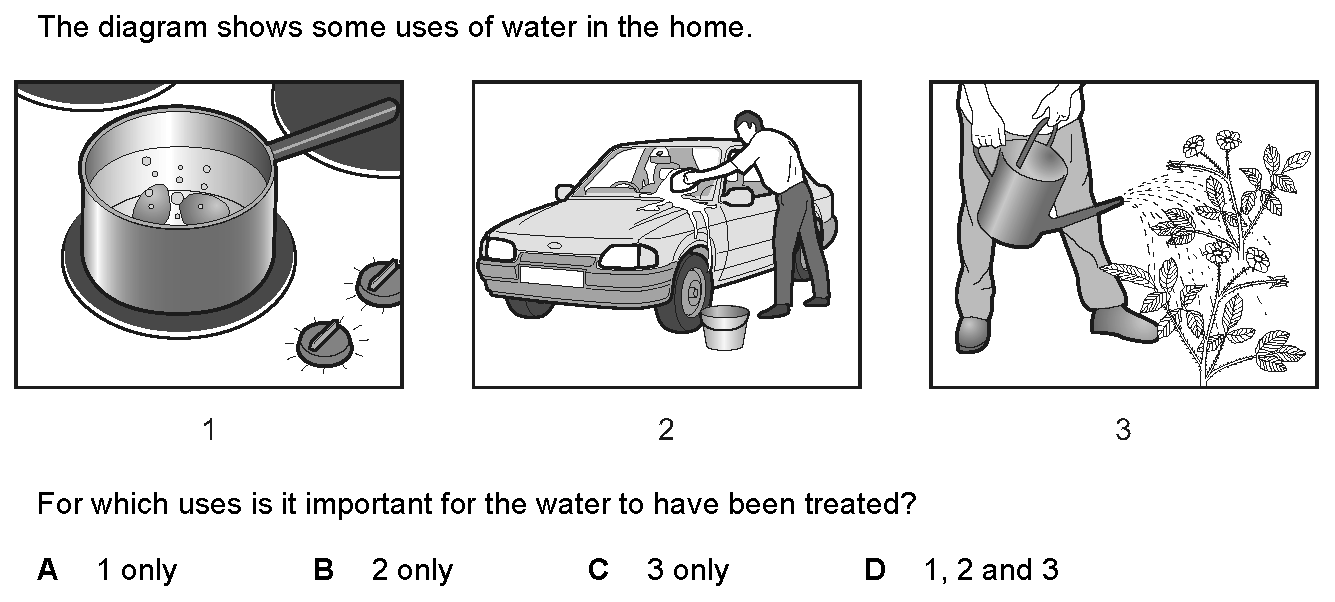 The diagram shows some uses of water in the home.
1 2 3
For which uses is it important for the water to have been treated?
A 1 only B 2 only C 3 only D 1, 2 and 3